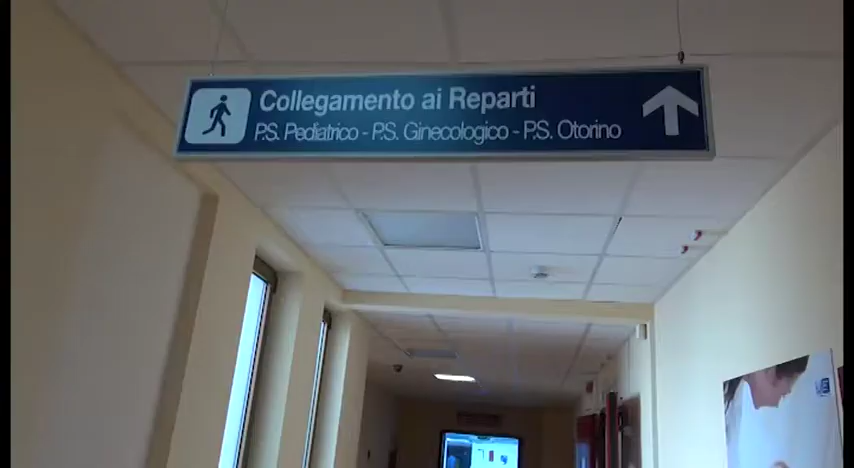 Collegamento ai Reparti
P.S. Pediatrico - P.S. Ginecologico - P.S. Otorino